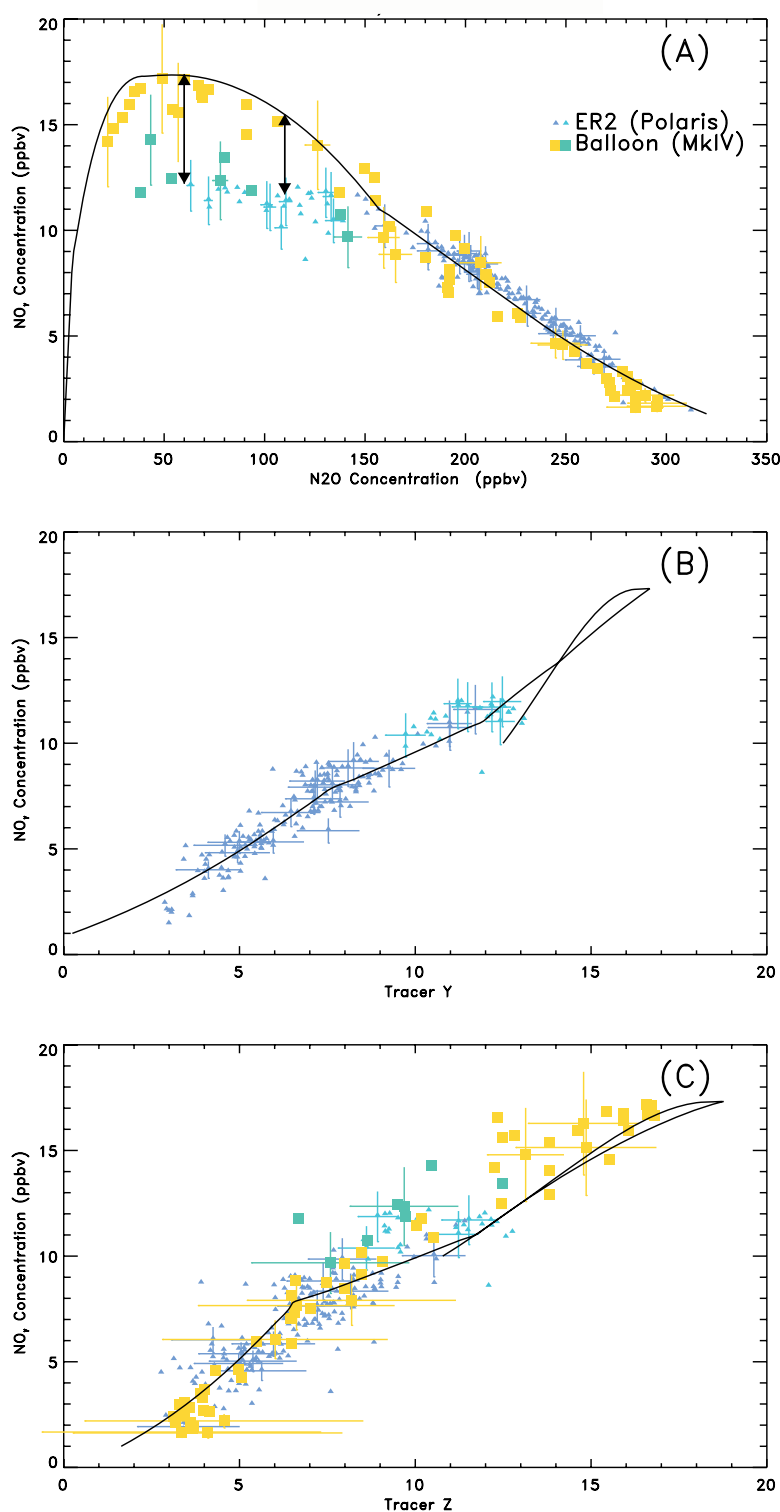 20
15
10
5
0
NOy Concentration (ppbv)
(A)
ER2 (Polaris)
Balloon (MkIV)
0 50 100 150 200 250 300 350
N2O Concentration (ppbv)
20
15
10
5
0
NOy Concentration (ppbv)
(B)
0 5 10 15 20
Tracer Y
20
15
10
5
0
NOy Concentration (ppbv)
(C)
0 5 10 15 20
Tracer Z